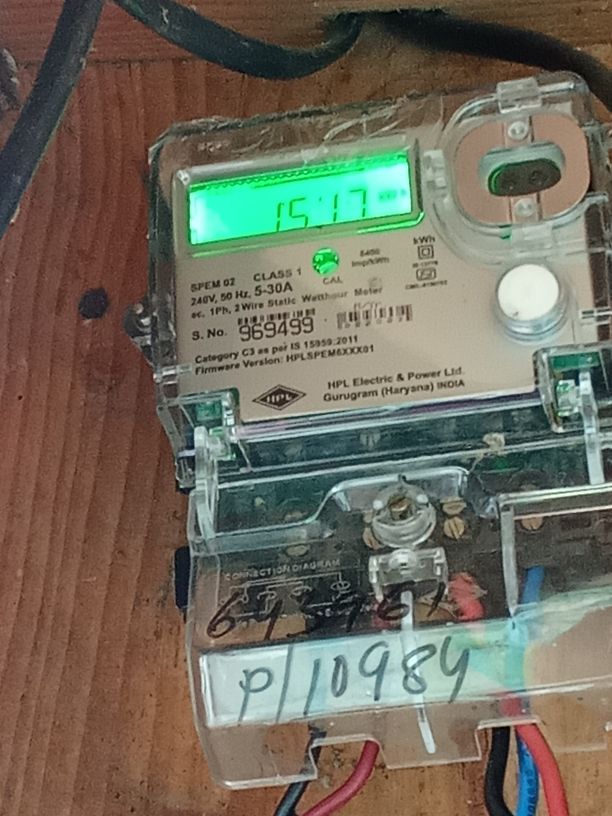 1517
CAL
6400
imp/kWh
kWh
SPEM 02 CLASS 1
240V, 50 Hz, 5-30A
ac, 1Ph, 2 Wire Static Watthour Meter
S. No. 969499
Category C3 as per IS 15959:2011
Firmware Version: HPLSPEM6XXX01
HPL
HPL Electric & Power Ltd.
Gurugram (Haryana) INDIA
CONNECTION DIAGRAM
P/10984